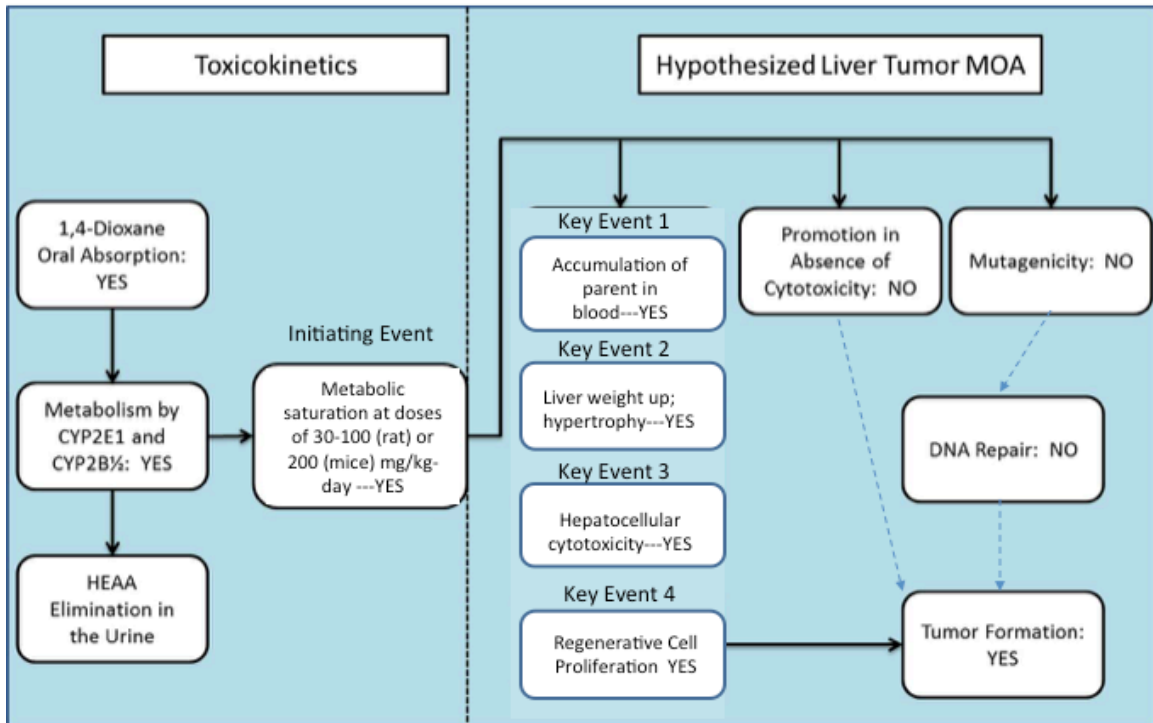 Toxicokinetics
Hypothesized Liver Tumor MOA
1,4-Dioxane
Oral Absorption:
YES
Metabolism by
CYP2E1 and
CYP2B½: YES
HEAA
Elimination in
the Urine
Initiating Event
Metabolic
saturation at doses
of 30-100 (rat) or
200 (mice) mg/kg-
day ---YES
Key Event 1
Accumulation of
parent in
blood---YES
Key Event 2
Liver weight up;
hypertrophy---YES
Key Event 3
Hepatocellular
cytotoxicity---YES
Key Event 4
Regenerative Cell
Proliferation YES
Promotion in
Absence of
Cytotoxicity: NO
Mutagenicity: NO
DNA Repair: NO
Tumor Formation:
YES